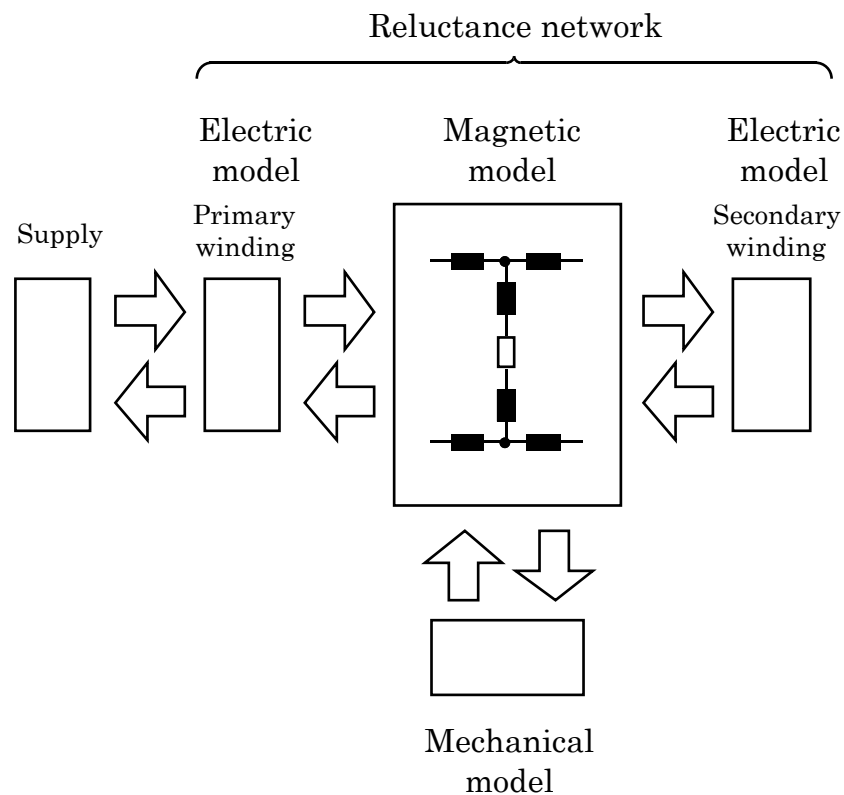 Reluctance network
Electric
model
Magnetic
model
Electric
model
Supply
Primary
winding
Secondary
winding
Mechanical
model